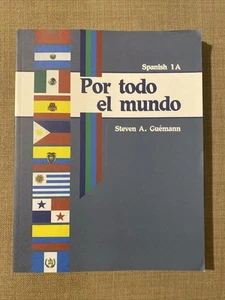 Spanish 1A
Por todo
el mundo
Steven A. Guémann